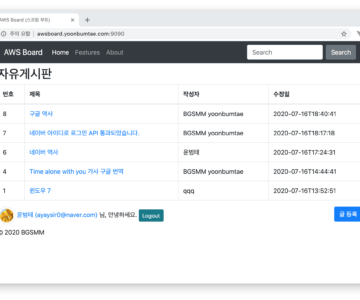 AWS Board (스프링 부트)
주의 요함 | awsboard.yoonbumtae.com:9090
AWS Board Home Features About Search Search
자유게시판
번호 제목 작성자 수정일
8 구글 역사 BGSMM yoonbumtae 2020-07-16T18:40:41
7 네이버 아이디로 로그인 API 통과되었습니다. BGSMM yoonbumtae 2020-07-16T18:17:18
6 네이버 역사 윤범태 2020-07-16T17:24:31
4 Time alone with you 가사 구글 번역 BGSMM yoonbumtae 2020-07-16T14:44:41
1 윈도우 7 qqq 2020-07-16T13:52:51
윤범태 (ayaysir0@naver.com) 님, 안녕하세요. Logout 글 등록
© 2020 BGSMM